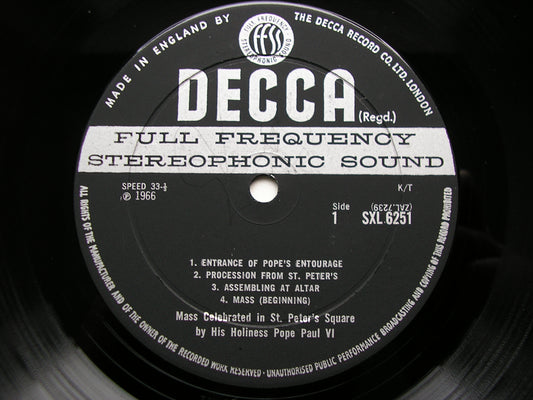 MADE IN ENGLAND BY THE DECCA RECORD CO. LTD., LONDON
FULL FREQUENCY
ffss
STEREOPHONIC SOUND
DECCA (Regd.)
FULL FREQUENCY
STEREOPHONIC SOUND
SPEED 33-⅓
Ⓟ 1966
K/T
(ZAL.7239)
Side
1 SXL 6251
1. ENTRANCE OF POPE'S ENTOURAGE
2. PROCESSION FROM ST. PETER'S
3. ASSEMBLING AT ALTAR
4. MASS (BEGINNING)
Mass Celebrated in St. Peter's Square
by His Holiness Pope Paul VI
ALL RIGHTS OF THE MANUFACTURER AND OF THE OWNER OF THE RECORDED WORK RESERVED - UNAUTHORISED PUBLIC PERFORMANCE BROADCASTING AND COPYING OF THIS RECORD PROHIBITED